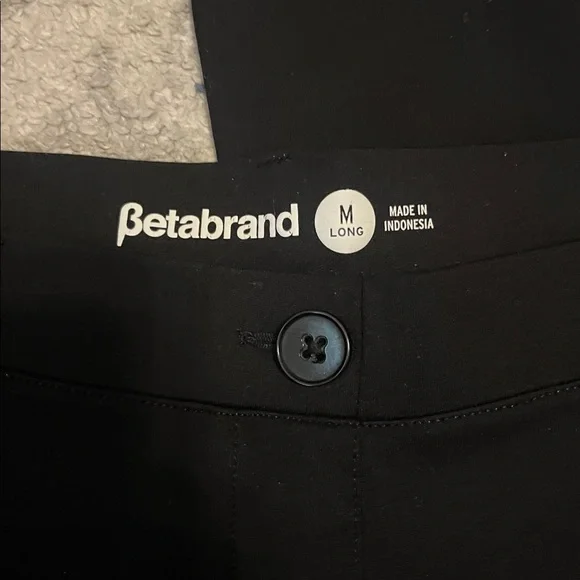 βetabrand
M
LONG
MADE IN
INDONESIA